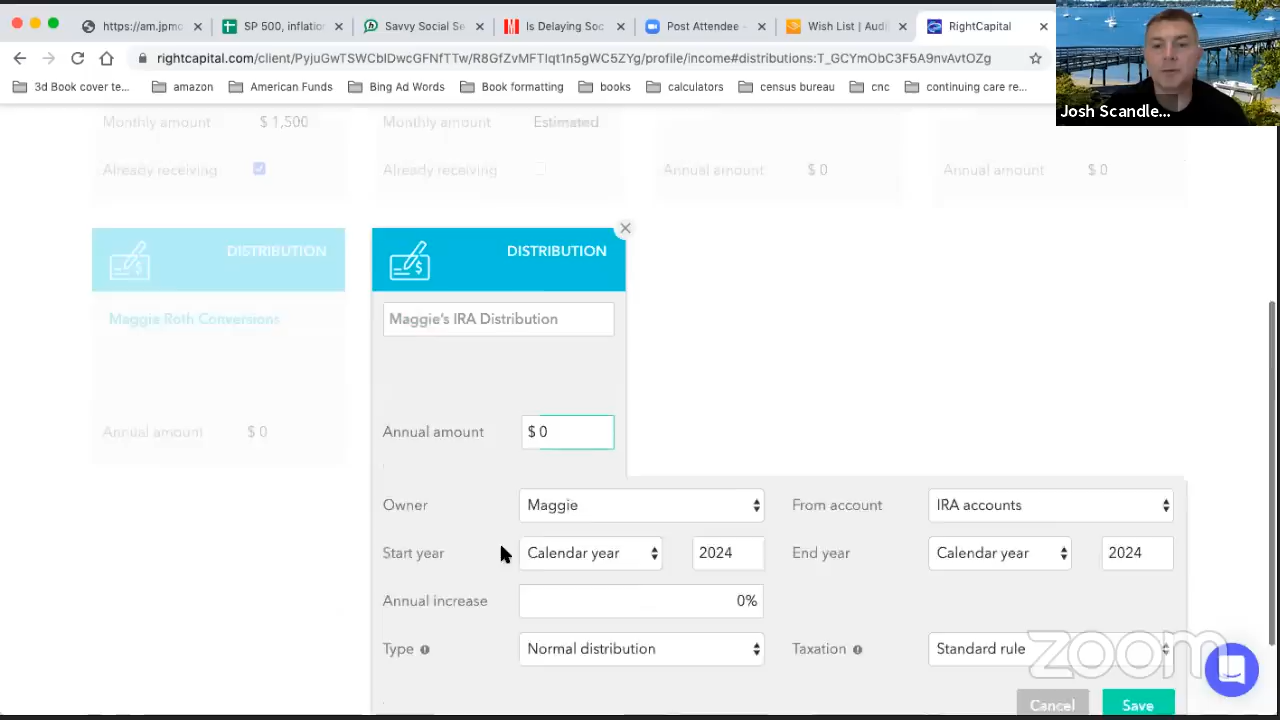 https://am.jpmo
SP 500, inflation
Savvy Social Se
Is Delaying Soc
Post Attendee -
Wish List | Audi
RightCapital
rightcapital.com/client/
/profile/income#distributions:
3d Book cover te...
amazon
American Funds
Bing Ad Words
Book formatting
books
calculators
census bureau
cnc
continuing care re...
Josh Scandle...
Monthly amount $ 1,500
Monthly amount Estimated
Already receiving
Already receiving
Annual amount $ 0
Annual amount $ 0
DISTRIBUTION
DISTRIBUTION
Maggie Roth Conversions
Maggie's IRA Distribution
Annual amount $ 0
Annual amount $ 0
Owner Maggie
From account IRA accounts
Start year Calendar year 2024
End year Calendar year 2024
Annual increase 0%
Type Normal distribution
Taxation Standard rule
zoom
Cancel Save